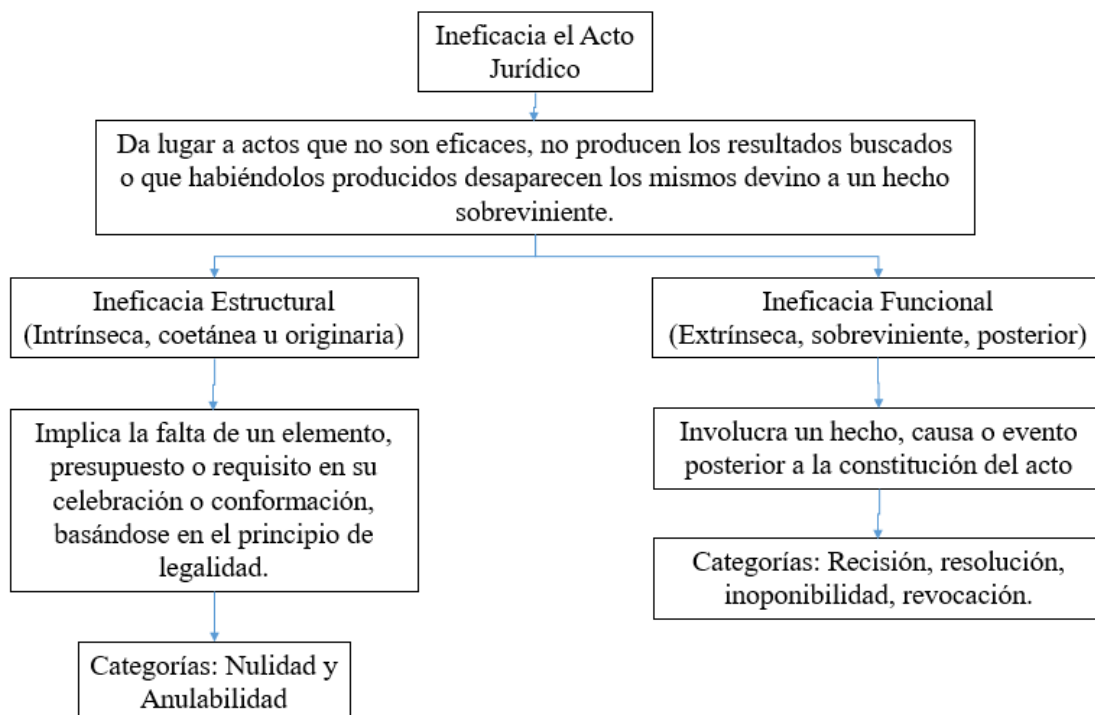 Ineficacia el Acto
Jurídico
Da lugar a actos que no son eficaces, no producen los resultados buscados
o que habiéndolos producidos desaparecen los mismos devino a un hecho
sobreviniente.
Ineficacia Estructural
(Intrínseca, coetánea u originaria)
Implica la falta de un elemento,
presupuesto o requisito en su
celebración o conformación,
basándose en el principio de
legalidad.
Categorías: Nulidad y
Anulabilidad
Ineficacia Funcional
(Extrínseca, sobreviniente, posterior)
Involucra un hecho, causa o evento
posterior a la constitución del acto
Categorías: Recisión, resolución,
inoponibilidad, revocación.